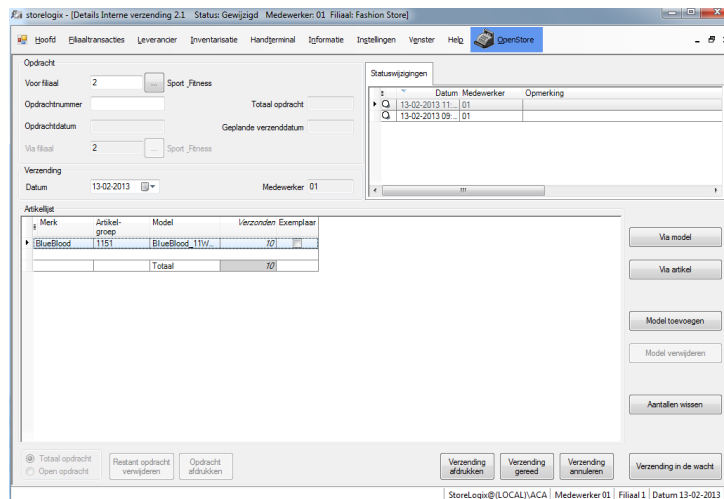 storelogix - [Details Interne verzending 2.1 Status: Gewijzigd Medewerker: 01 Filiaal: Fashion Store]
Hoofd Filiaaltransacties Leverancier Inventarisatie Handterminal Informatie Instellingen Venster Help OpenStore
Opdracht
Voor filiaal 2 ... Sport_Fitness
Opdrachtnummer Totaal opdracht
Opdrachtdatum Geplande verzenddatum
Via filiaal 2 ... Sport_Fitness
Statuswijzigingen
Datum Medewerker Opmerking
13-02-2013 11:... 01
13-02-2013 09:... 01
Verzending
Datum 13-02-2013 Medewerker 01
Artikellijst
Merk Artikel-groep Model Verzonden Exemplaar
BlueBlood 1151 BlueBlood_11W... 10
Totaal 10
Via model
Via artikel
Model toevoegen
Model verwijderen
Aantallen wissen
Totaal opdracht
Open opdracht
Restant opdracht verwijderen
Opdracht afdrukken
Verzending afdrukken
Verzending gereed
Verzending annuleren
Verzending in de wacht
StoreLogix@(LOCAL)\ACA Medewerker 01 Filiaal 1 Datum 13-02-2013